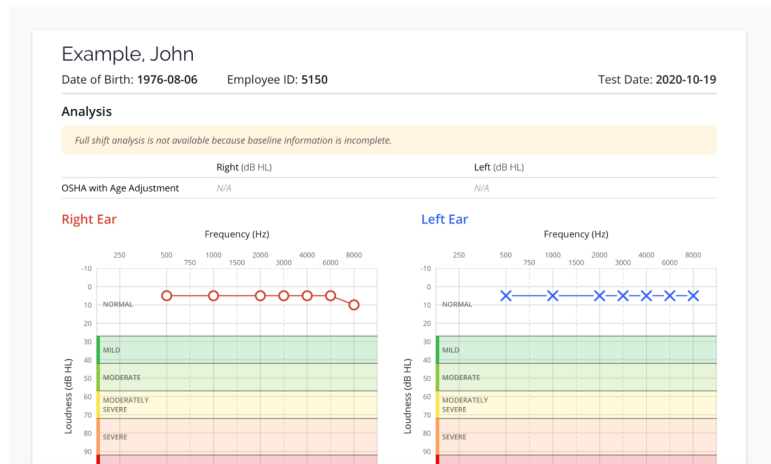 Example, John
Date of Birth: 1976-08-06 Employee ID: 5150 Test Date: 2020-10-19
Analysis
Full shift analysis is not available because baseline information is incomplete.
Right (dB HL) Left (dB HL)
OSHA with Age Adjustment N/A N/A
Right Ear
Frequency (Hz)
250 500 1000 2000 4000 8000
750 1500 3000 6000
-10
0
10 NORMAL
20
30
MILD
40
50 MODERATE
60 MODERATELY
SEVERE
70
80 SEVERE
90
Loudness (dB HL)
Left Ear
Frequency (Hz)
250 500 1000 2000 4000 8000
750 1500 3000 6000
-10
0
10 NORMAL
20
30
MILD
40
50 MODERATE
60 MODERATELY
SEVERE
70
80 SEVERE
90
Loudness (dB HL)